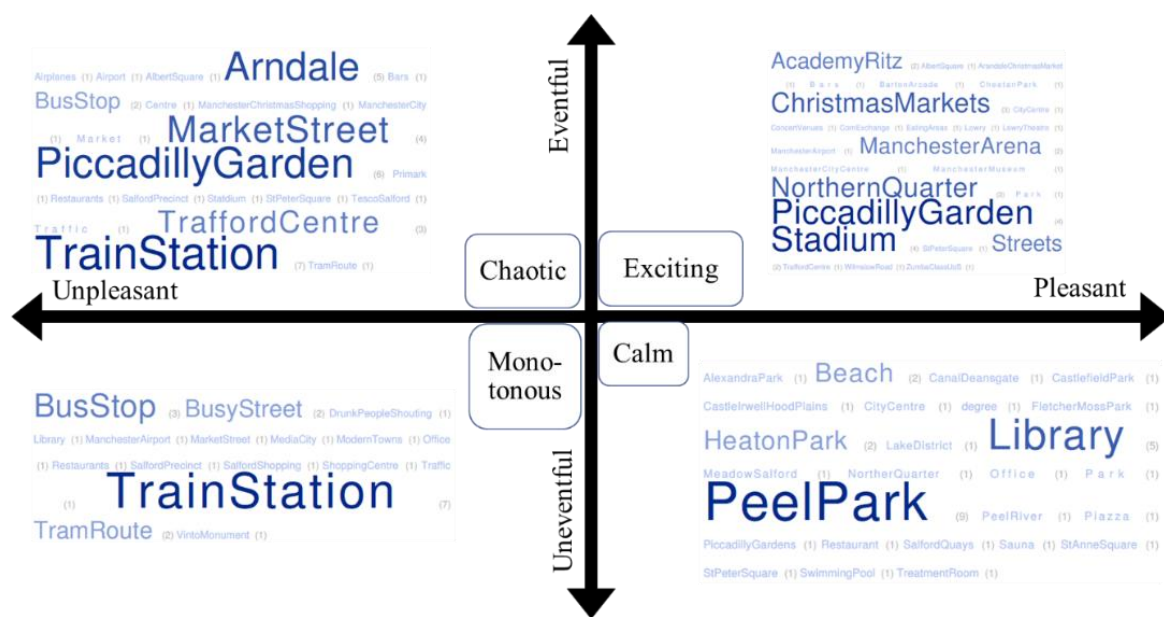 Eventful
Airplanes (1) Airport (1) AlbertSquare (1) Arndale (5) Bars (1)
BusStop (2) Centre (1) ManchesterChristmasShopping (1) ManchesterCity
(1) Market (1) MarketStreet (4)
PiccadillyGarden (6) Primark
(1) Restaurants (1) SalfordPrecinct (1) Statdium (1) StPeterSquare (1) TescoSalford (1)
Traffic (1) TraffordCentre (3)
TrainStation (7) TramRoute (1)
AcademyRitz (2) AlbertSquare (1) ArandaleChristmasMarket
(1) Bars (1) BartonArcade (1) ChestarPark (1)
ChristmasMarkets (3) CityCentre (1)
ConcertVenues (1) CornExchange (1) EatingAreas (1) Lowry (1) LowryTheatre (1)
ManchesterAirport (1) ManchesterArena (2)
ManchesterCityCentre (1) ManchesterMuseum (1)
NorthernQuarter (3) Park (1)
PiccadillyGarden (4)
Stadium (4) StPeterSquare (1) Streets
(2) TraffordCentre (1) WilmslowRoad (1) ZumbaClassUoS (1)
Chaotic
Exciting
Unpleasant
Pleasant
Mono-
tonous
Calm
BusStop (3) BusyStreet (2) DrunkPeopleShouting (1)
Library (1) ManchesterAirport (1) MarketStreet (1) MediaCity (1) ModernTowns (1) Office
(1) Restaurants (1) SalfordPrecinct (1) SalfordShopping (1) ShoppingCentre (1) Traffic
(1) TrainStation (7)
TramRoute (2) VintoMonument (1)
AlexandraPark (1) Beach (2) CanalDeansgate (1) CastlefieldPark (1)
CastleIrwellHoodPlains (1) CityCentre (1) degree (1) FletcherMossPark (1)
HeatonPark (2) LakeDistrict (1) Library (5)
MeadowSalford (1) NortherQuarter (1) Office (1) Park (1)
PeelPark (9) PeelRiver (1) Piazza (1)
PiccadillyGardens (1) Restaurant (1) SalfordQuays (1) Sauna (1) StAnneSquare (1)
StPeterSquare (1) SwimmingPool (1) TreatmentRoom (1)
Uneventful